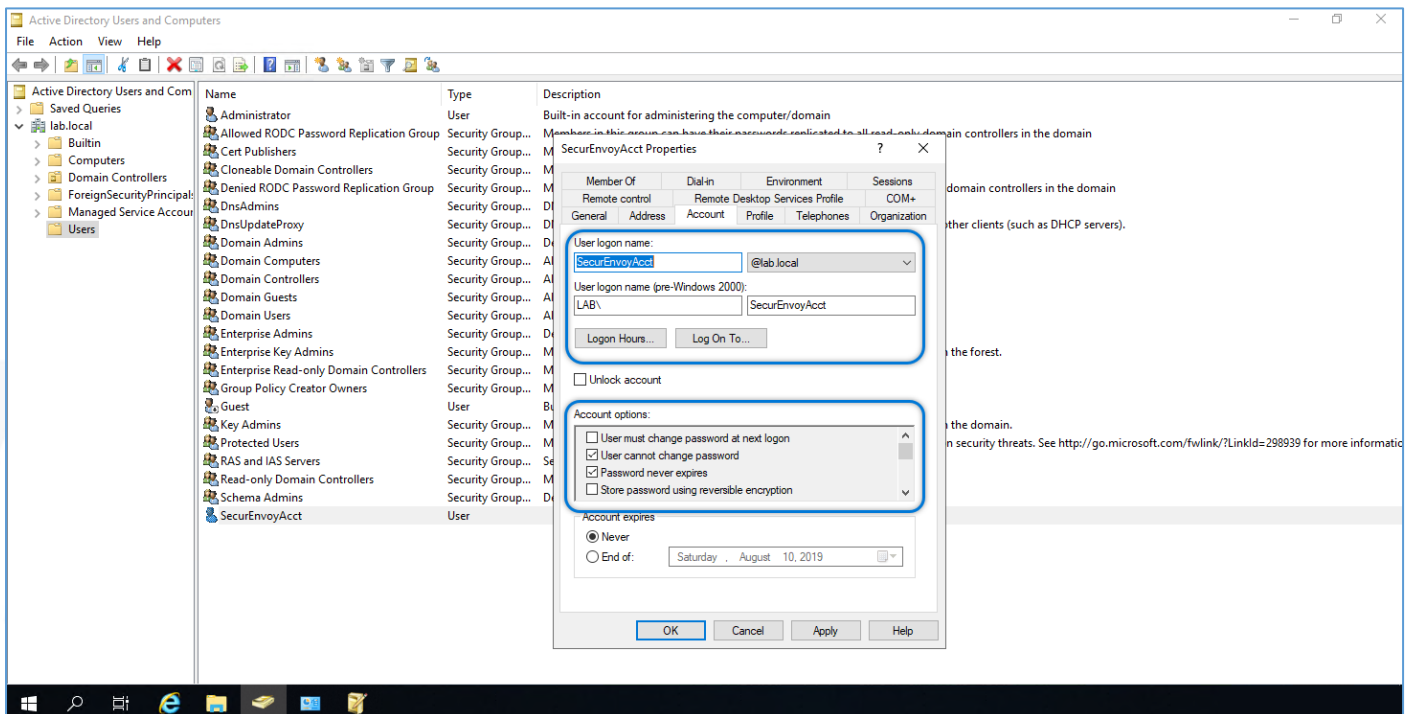 Active Directory Users and Computers
File Action View Help
Active Directory Users and Com
Saved Queries
lab.local
Builtin
Computers
Domain Controllers
ForeignSecurityPrincipals
Managed Service Accour
Users
Name Type Description
Administrator User Built-in account for administering the computer/domain
Allowed RODC Password Replication Group Security Group... Members in this group can have their passwords replicated to all read-only domain controllers in the domain
Cert Publishers Security Group... M
Cloneable Domain Controllers Security Group... M
Denied RODC Password Replication Group Security Group... M domain controllers in the domain
DnsAdmins Security Group... D
DnsUpdateProxy Security Group... D ther clients (such as DHCP servers).
Domain Admins Security Group... De
Domain Computers Security Group... Al
Domain Controllers Security Group... Al
Domain Guests Security Group... Al
Domain Users Security Group... Al
Enterprise Admins Security Group... De
Enterprise Key Admins Security Group... M the forest.
Enterprise Read-only Domain Controllers Security Group... M
Group Policy Creator Owners Security Group... M
Guest User Bu
Key Admins Security Group... M the domain.
Protected Users Security Group... M n security threats. See http://go.microsoft.com/fwlink/?LinkId=298939 for more informatic
RAS and IAS Servers Security Group... Se
Read-only Domain Controllers Security Group... M
Schema Admins Security Group... De
SecurEnvoyAcct User
SecurEnvoyAcct Properties ?
Member Of Dial-in Environment Sessions
Remote control Remote Desktop Services Profile COM+
General Address Account Profile Telephones Organization
User logon name:
SecurEnvoyAcct @lab.local
User logon name (pre-Windows 2000):
LAB\ SecurEnvoyAcct
Logon Hours... Log On To...
Unlock account
Account options:
User must change password at next logon
User cannot change password
Password never expires
Store password using reversible encryption
Account expires
Never
End of: Saturday , August 10, 2019
OK Cancel Apply Help